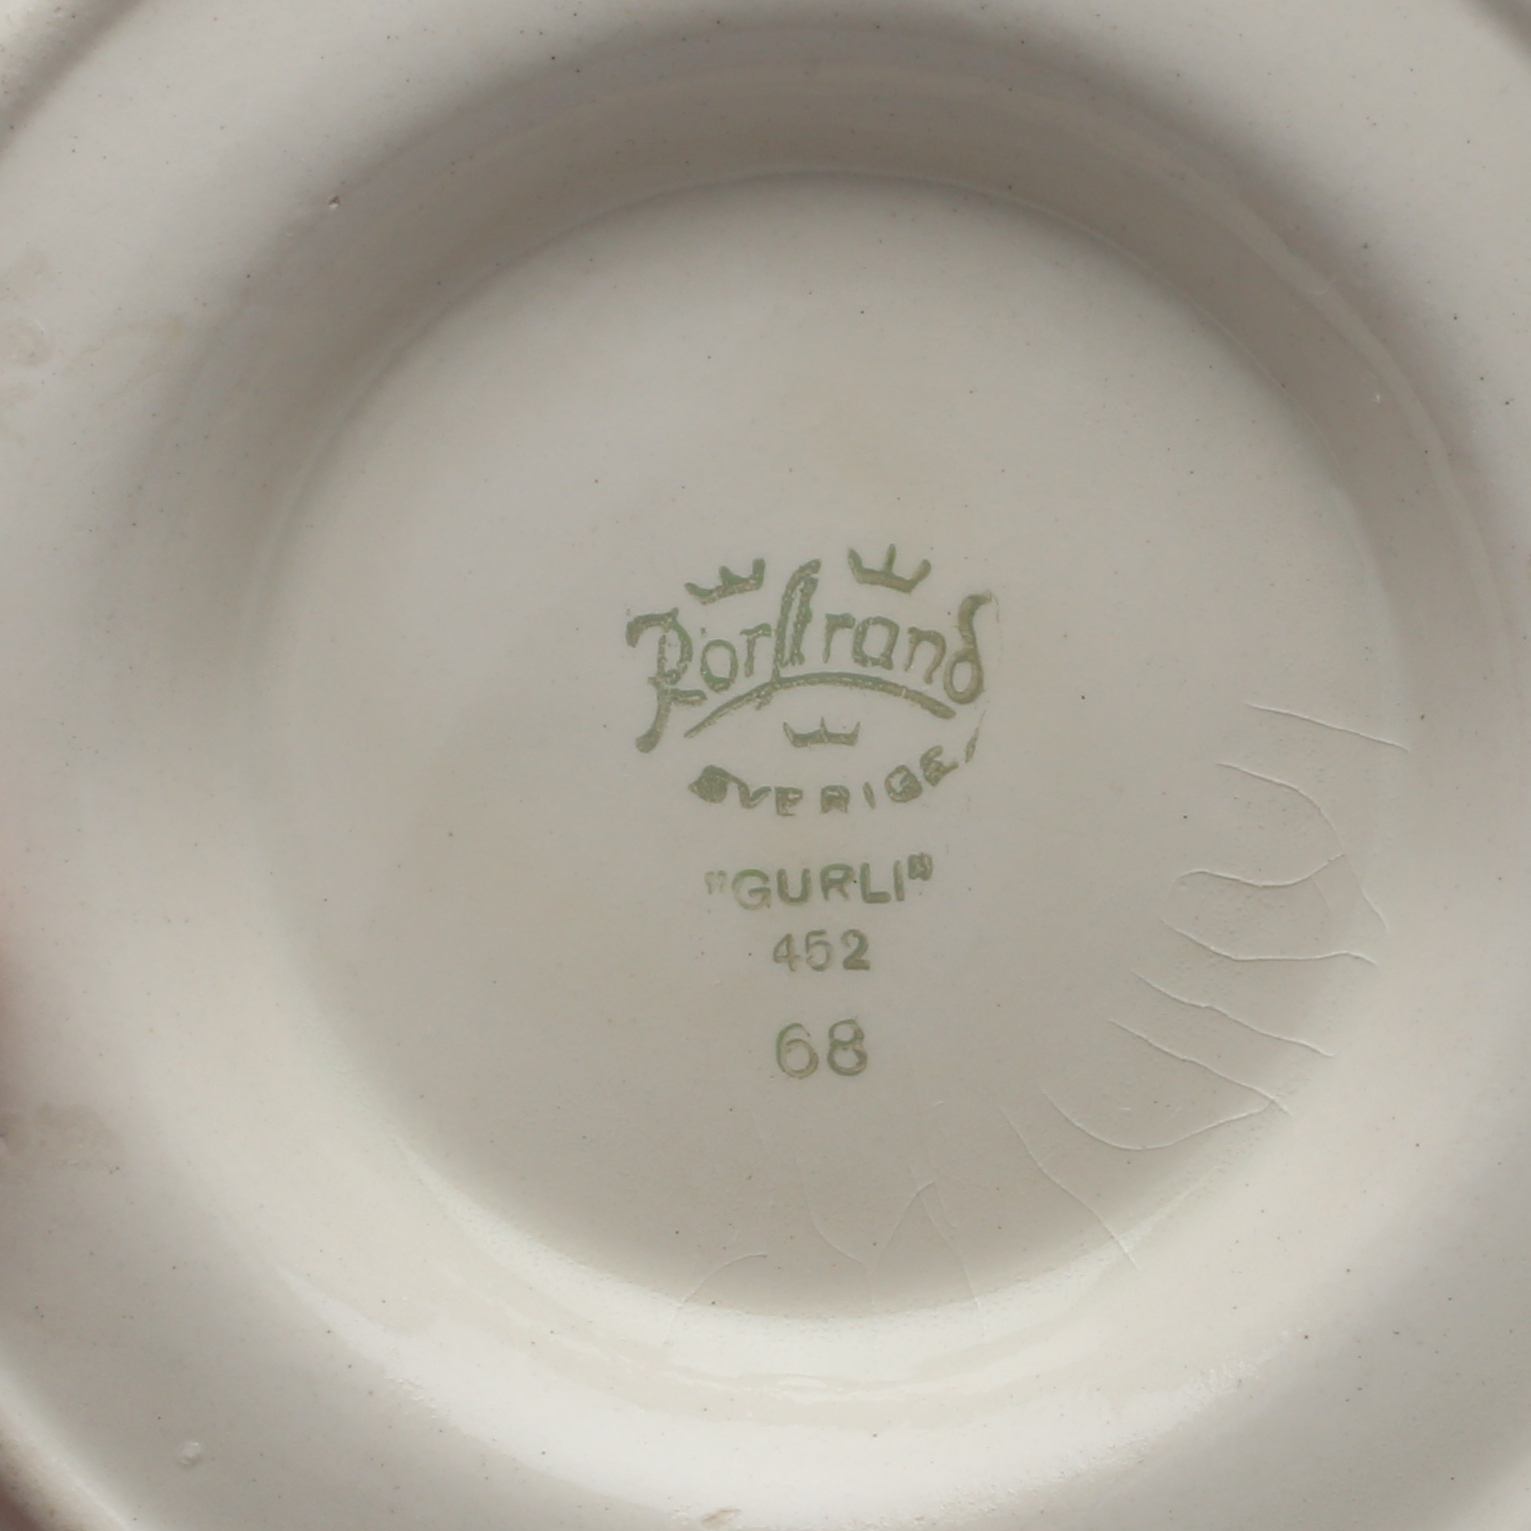 Rörstrand
SVERIGE
"GURLI"
452
68